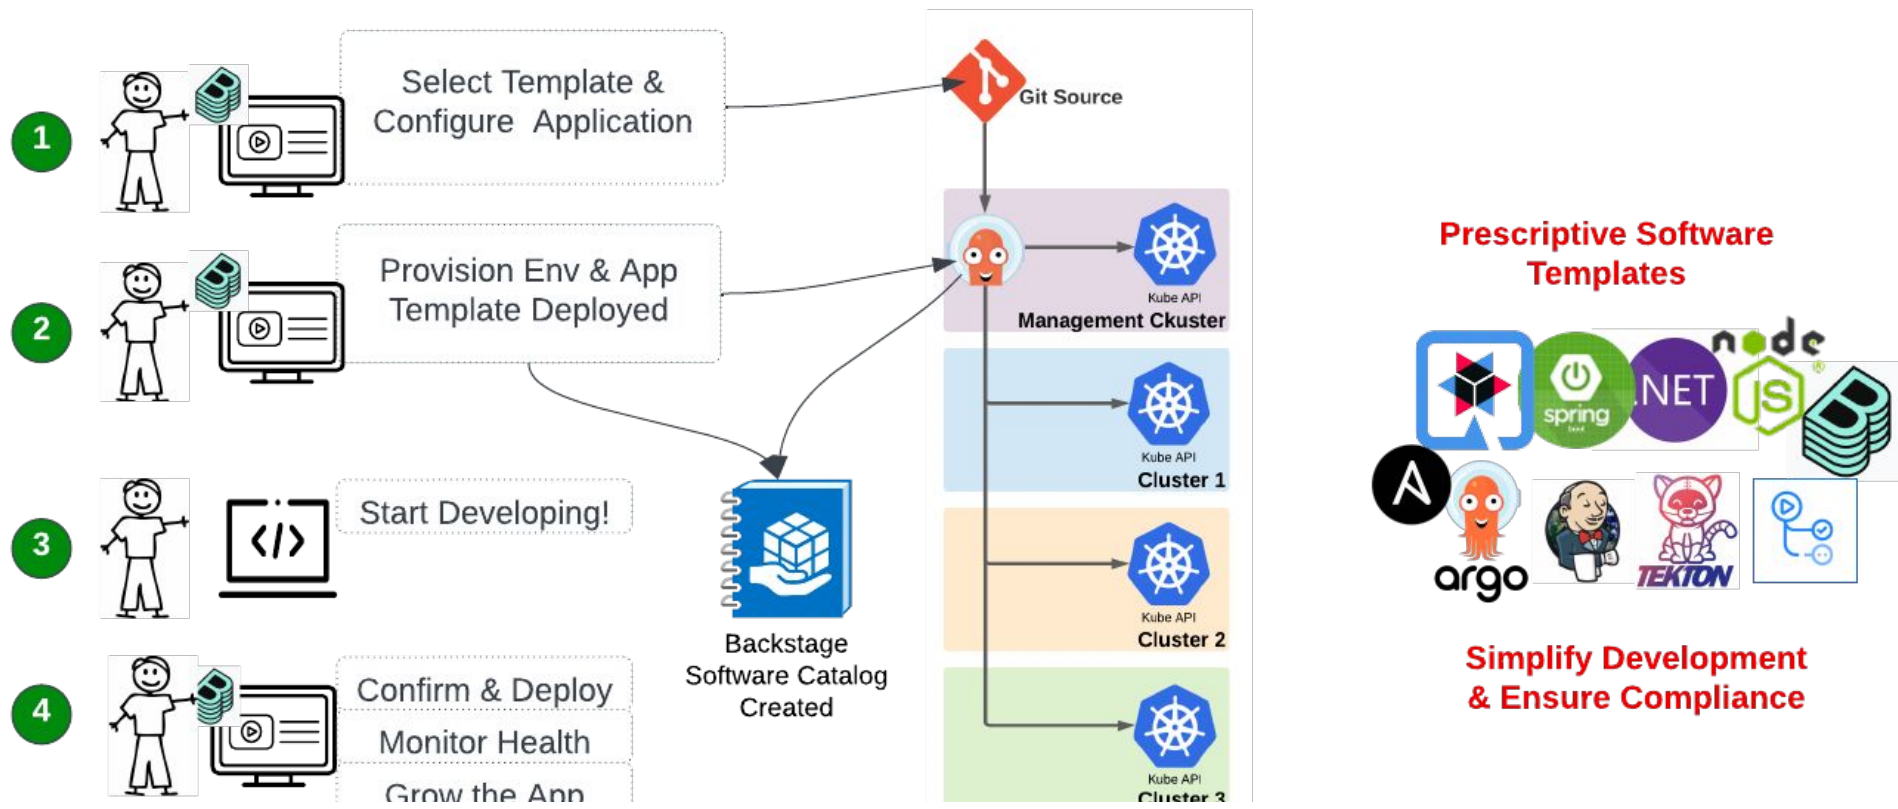 1
Select Template &
Configure Application
Git Source
2
Provision Env & App
Template Deployed
Kube API
Management Ckuster
Kube API
Cluster 1
3
Start Developing!
Backstage
Software Catalog
Created
Kube API
Cluster 2
4
Confirm & Deploy
Monitor Health
Grow the App
Kube API
Cluster 3
Prescriptive Software
Templates
spring
boot
.NET
node
JS
®
argo
TEKTON
Simplify Development
& Ensure Compliance